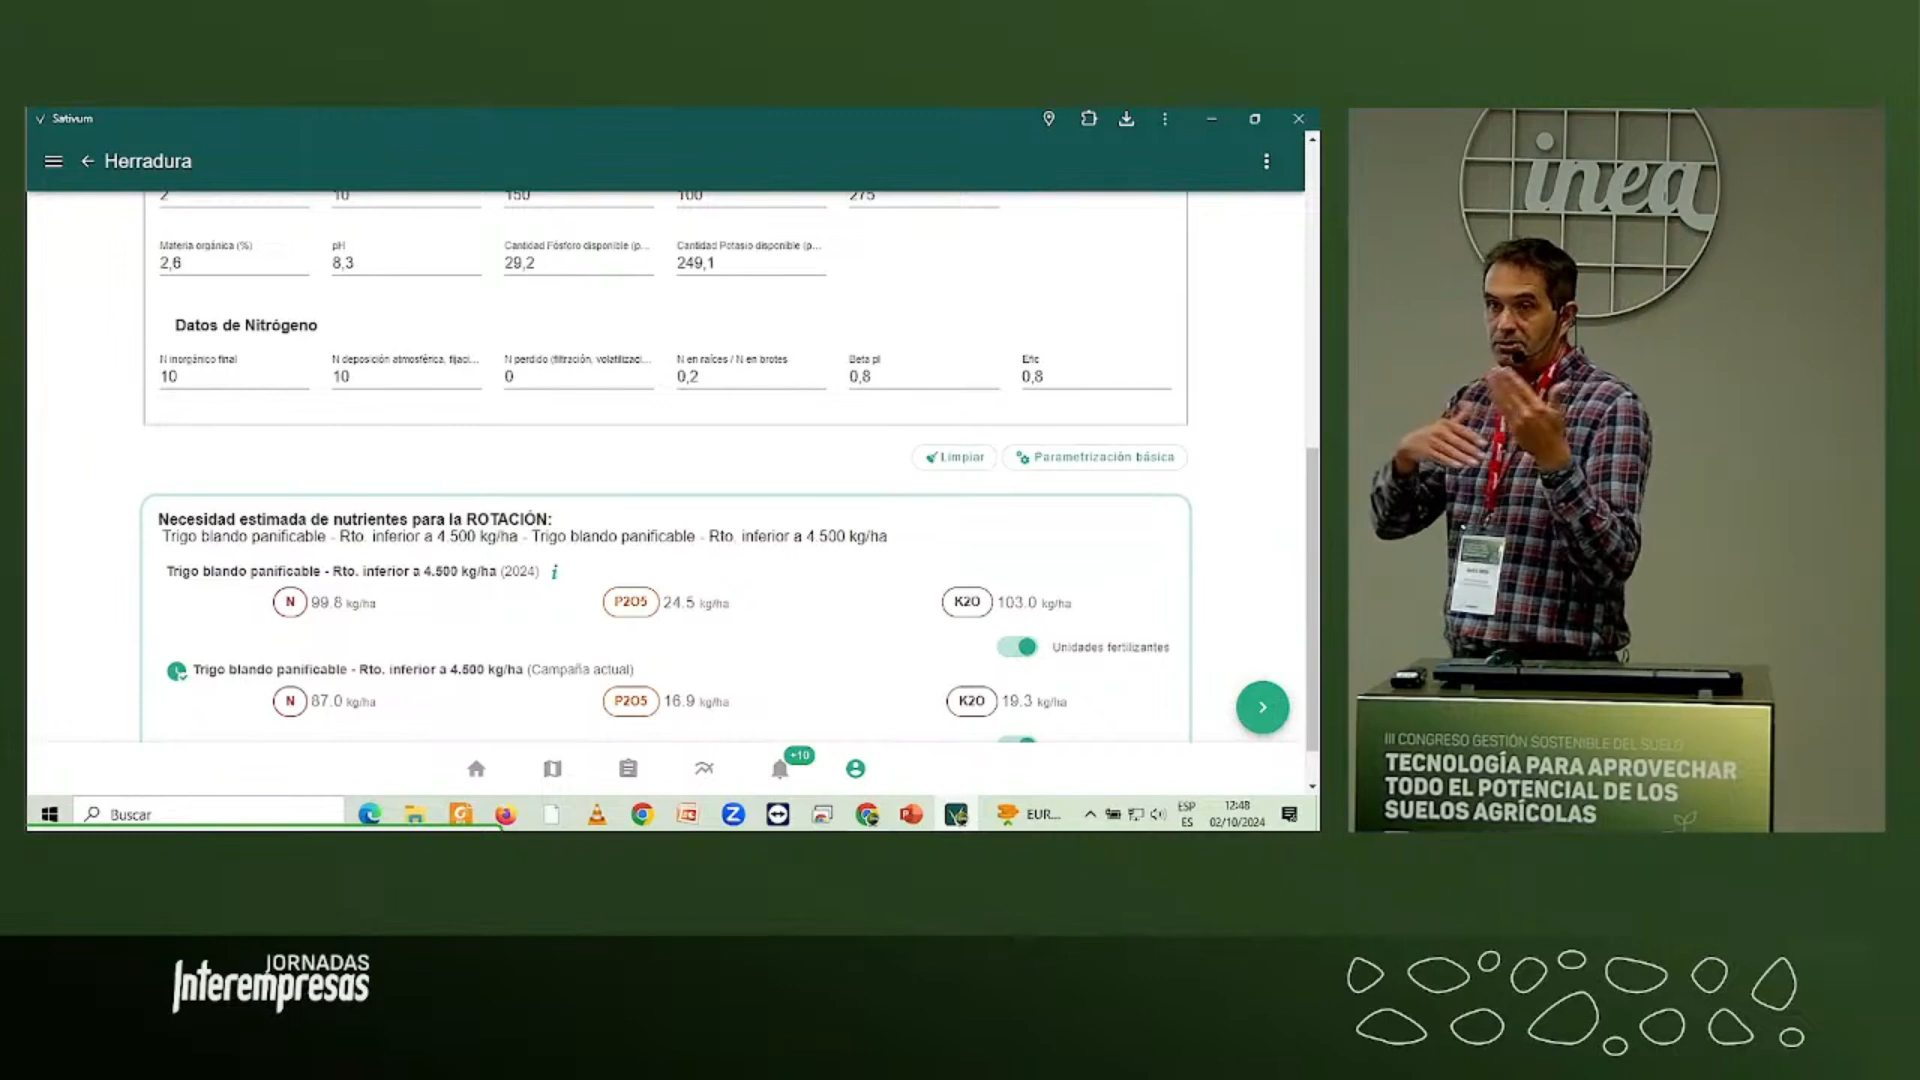 Sativum
Herradura
2 10 150 100 275
Materia orgánica (%) pH Cantidad Fósforo disponible (p... Cantidad Potasio disponible (p...
2,6 8,3 29,2 249,1
Datos de Nitrógeno
N inorgánico final N deposición atmosférica, fijaci... N perdido (filtración, volatilizaci... N en raíces / N en brotes Beta pl Efic
10 10 0 0,2 0,8 0,8
Limpiar Parametrización básica
Necesidad estimada de nutrientes para la ROTACIÓN:
Trigo blando panificable - Rto. inferior a 4.500 kg/ha - Trigo blando panificable - Rto. inferior a 4.500 kg/ha
Trigo blando panificable - Rto. inferior a 4.500 kg/ha (2024) i
N 99.8 kg/ha P2O5 24.5 kg/ha K2O 103.0 kg/ha
Unidades fertilizantes
Trigo blando panificable - Rto. inferior a 4.500 kg/ha (Campaña actual)
N 87.0 kg/ha P2O5 16.9 kg/ha K2O 19.3 kg/ha
+10
Buscar
EUR...
ESP
ES
12:48
02/10/2024
inea
III CONGRESO GESTIÓN SOSTENIBLE DEL SUELO
TECNOLOGÍA PARA APROVECHAR
TODO EL POTENCIAL DE LOS
SUELOS AGRÍCOLAS
JORNADAS
Interempresas